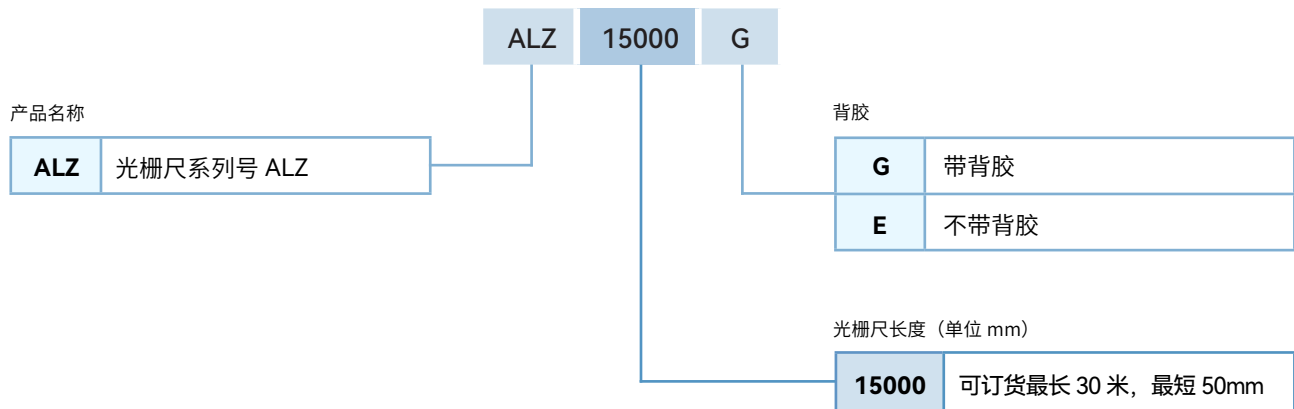 ALZ 15000 G
产品名称
ALZ 光栅尺系列号 ALZ
背胶
G 带背胶
E 不带背胶
光栅尺长度（单位 mm）
15000 可订货最长 30 米，最短 50mm